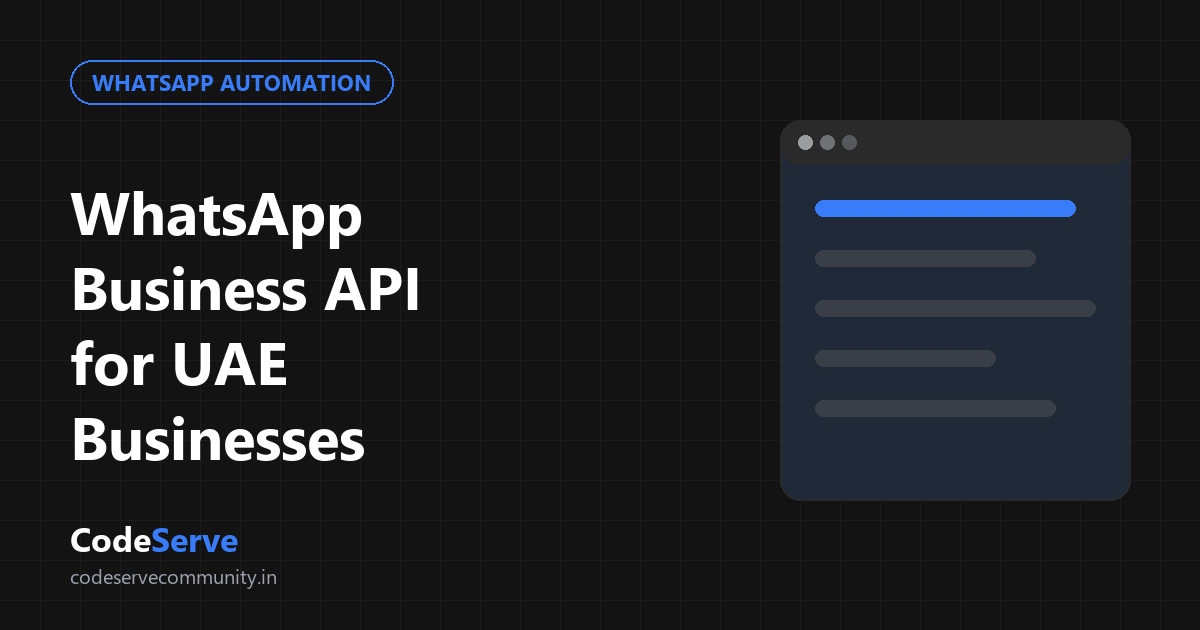 WHATSAPP AUTOMATION
WhatsApp
Business API
for UAE
Businesses
CodeServe
codeservecommunity.in